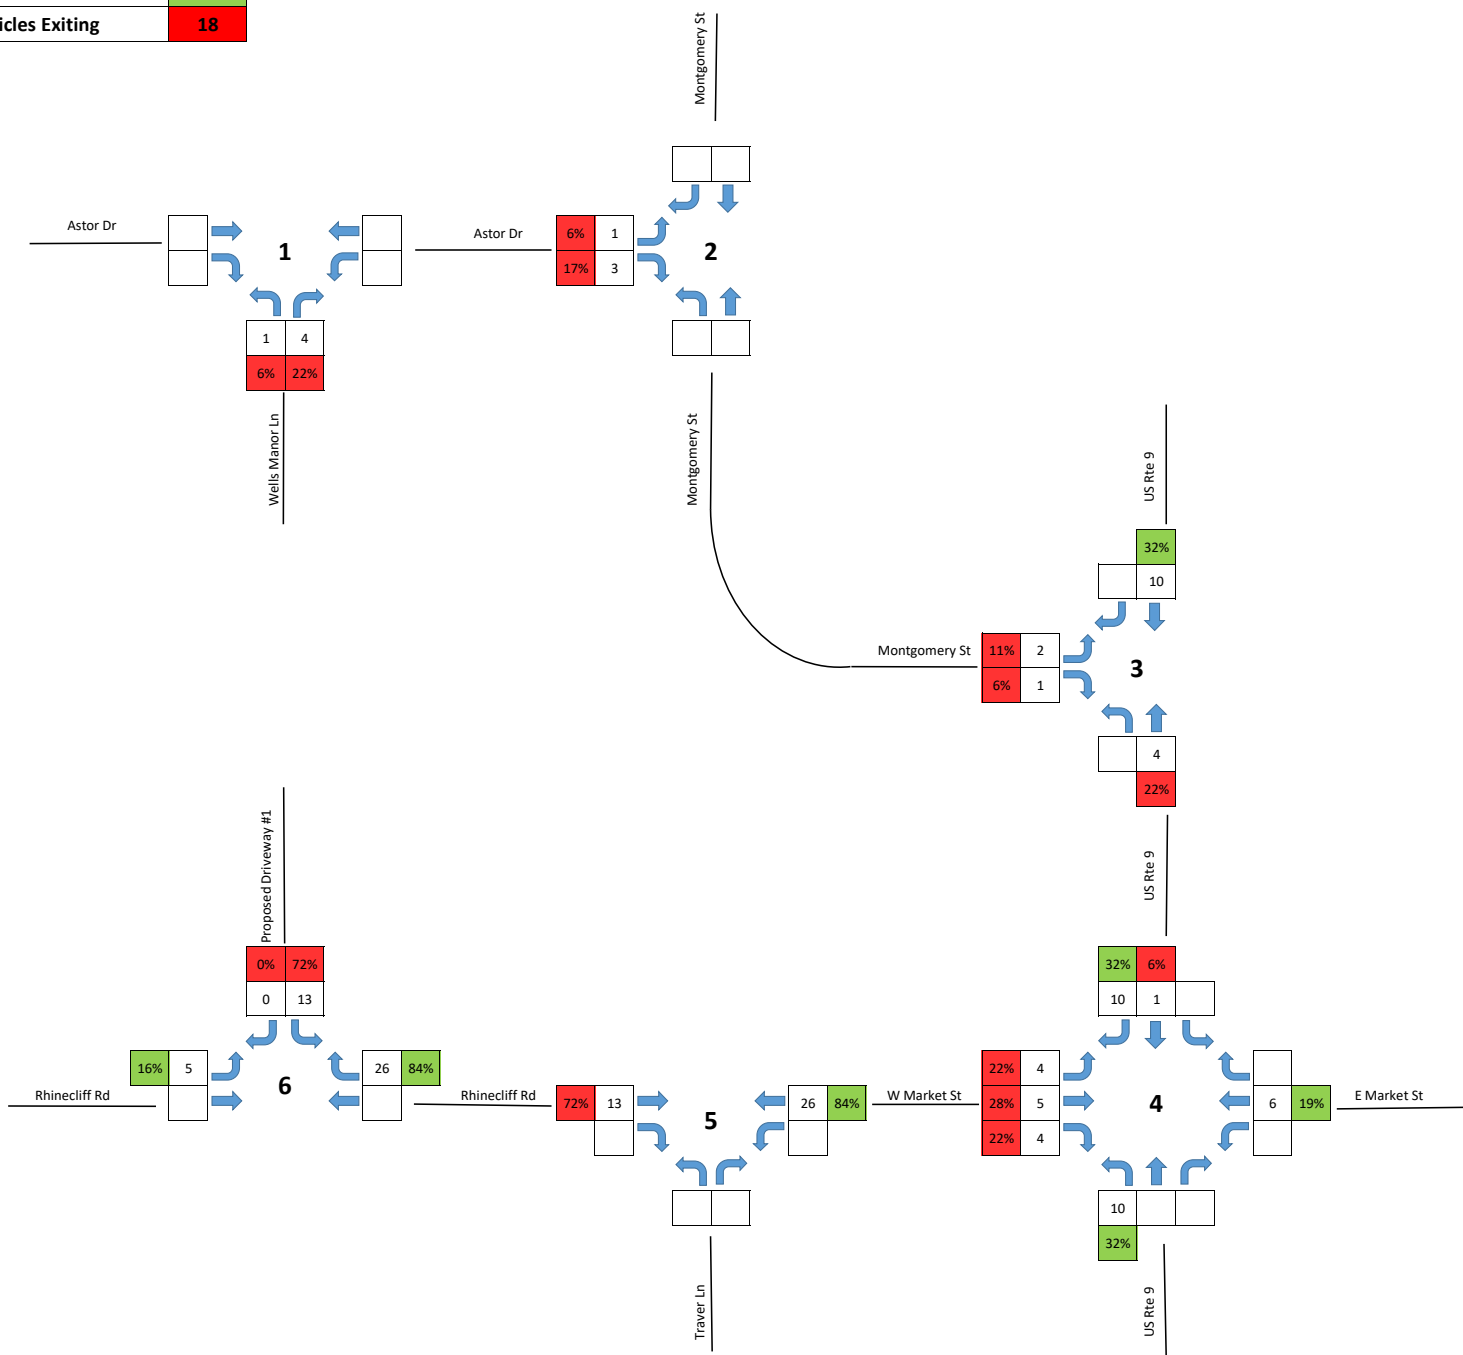 icles Exiting 18
Montgomery St
Astor Dr
1
1 4
6% 22%
Wells Manor Ln
Astor Dr
6% 1
17% 3
2
Montgomery St
US Rte 9
32%
10
Montgomery St
11% 2
6% 1
3
4
22%
US Rte 9
Proposed Driveway #1
0% 72%
0 13
16% 5
6
26 84%
Rhinecliff Rd
Rhinecliff Rd
72% 13
5
26 84%
Traver Ln
W Market St
32% 6%
10 1
22% 4
28% 5
22% 4
4
6 19%
E Market St
10
32%
US Rte 9